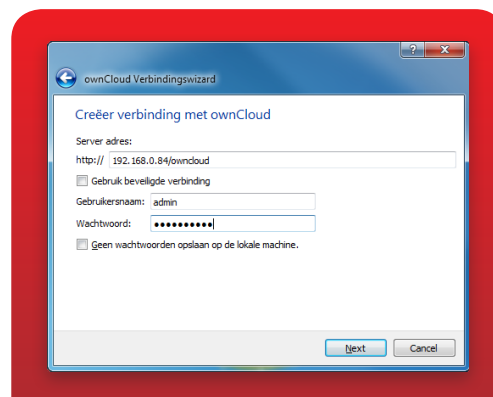 ownCloud Verbindingswizard
Creëer verbinding met ownCloud
Server adres:
http:// 192.168.0.84/owncloud
Gebruik beveiligde verbinding
Gebruikersnaam: admin
Wachtwoord: ●●●●●●●●●●
Geen wachtwoorden opslaan op de lokale machine.
Next Cancel